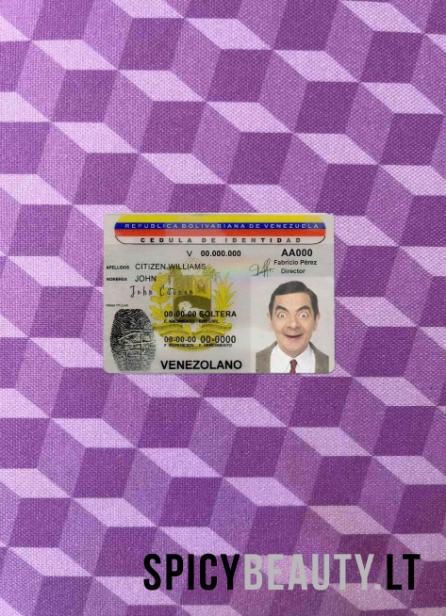 REPUBLICA BOLIVARIANA DE VENEZUELA
CEDULA DE IDENTIDAD
V 00.000.000 AA000
APELLIDOS CITIZEN WILLIAMS Fabricio Pérez
Director
NOMBRES JOHN
John Citizen
00-00-00 SOLTERA
00-00-00 00-0000
VENEZOLANO
SPICYBEAUTY.LT